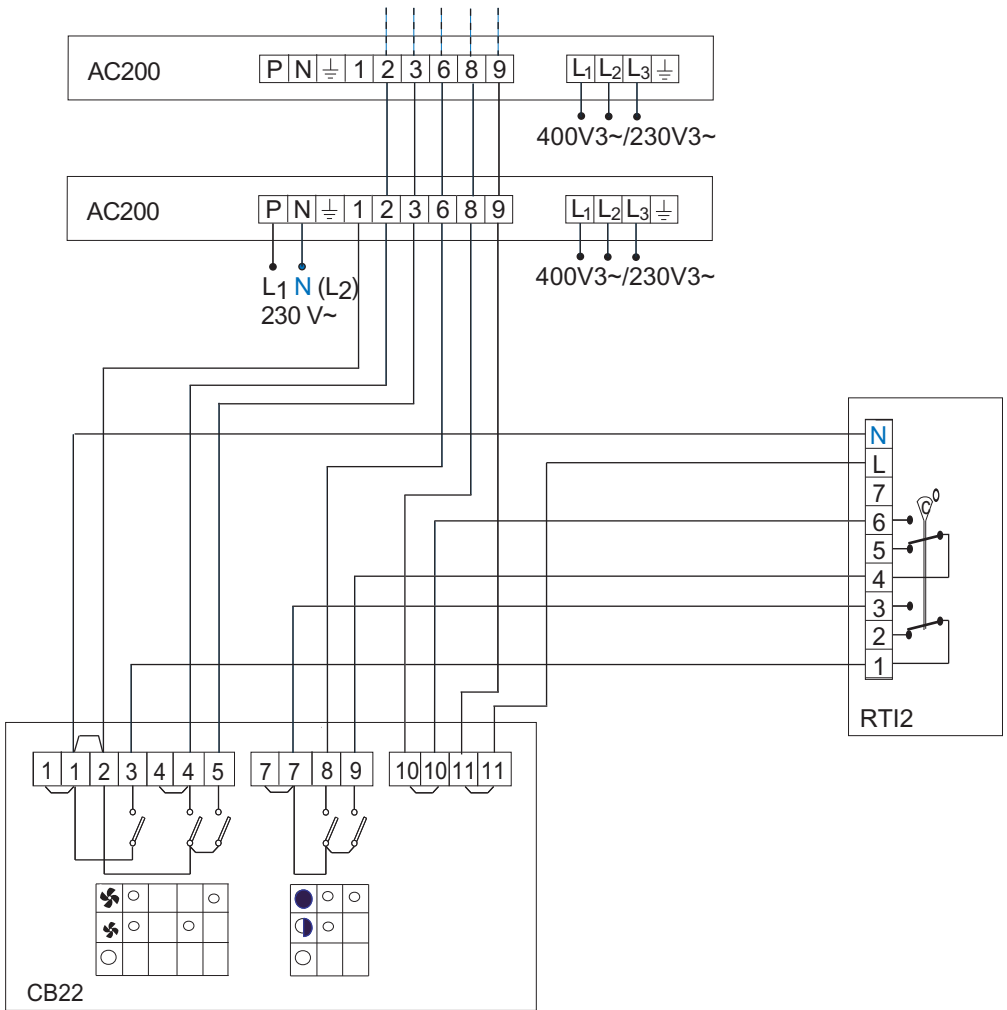 AC200 P N ⏚ 1 2 3 6 8 9 L1 L2 L3 ⏚
400V3~/230V3~
AC200 P N ⏚ 1 2 3 6 8 9 L1 L2 L3 ⏚
400V3~/230V3~
L1 N (L2)
230 V~
N
L
7
6
5
4
3
2
1
C
o
RTI2
1 1 2 3 4 4 5 7 7 8 9 10 10 11 11
CB22